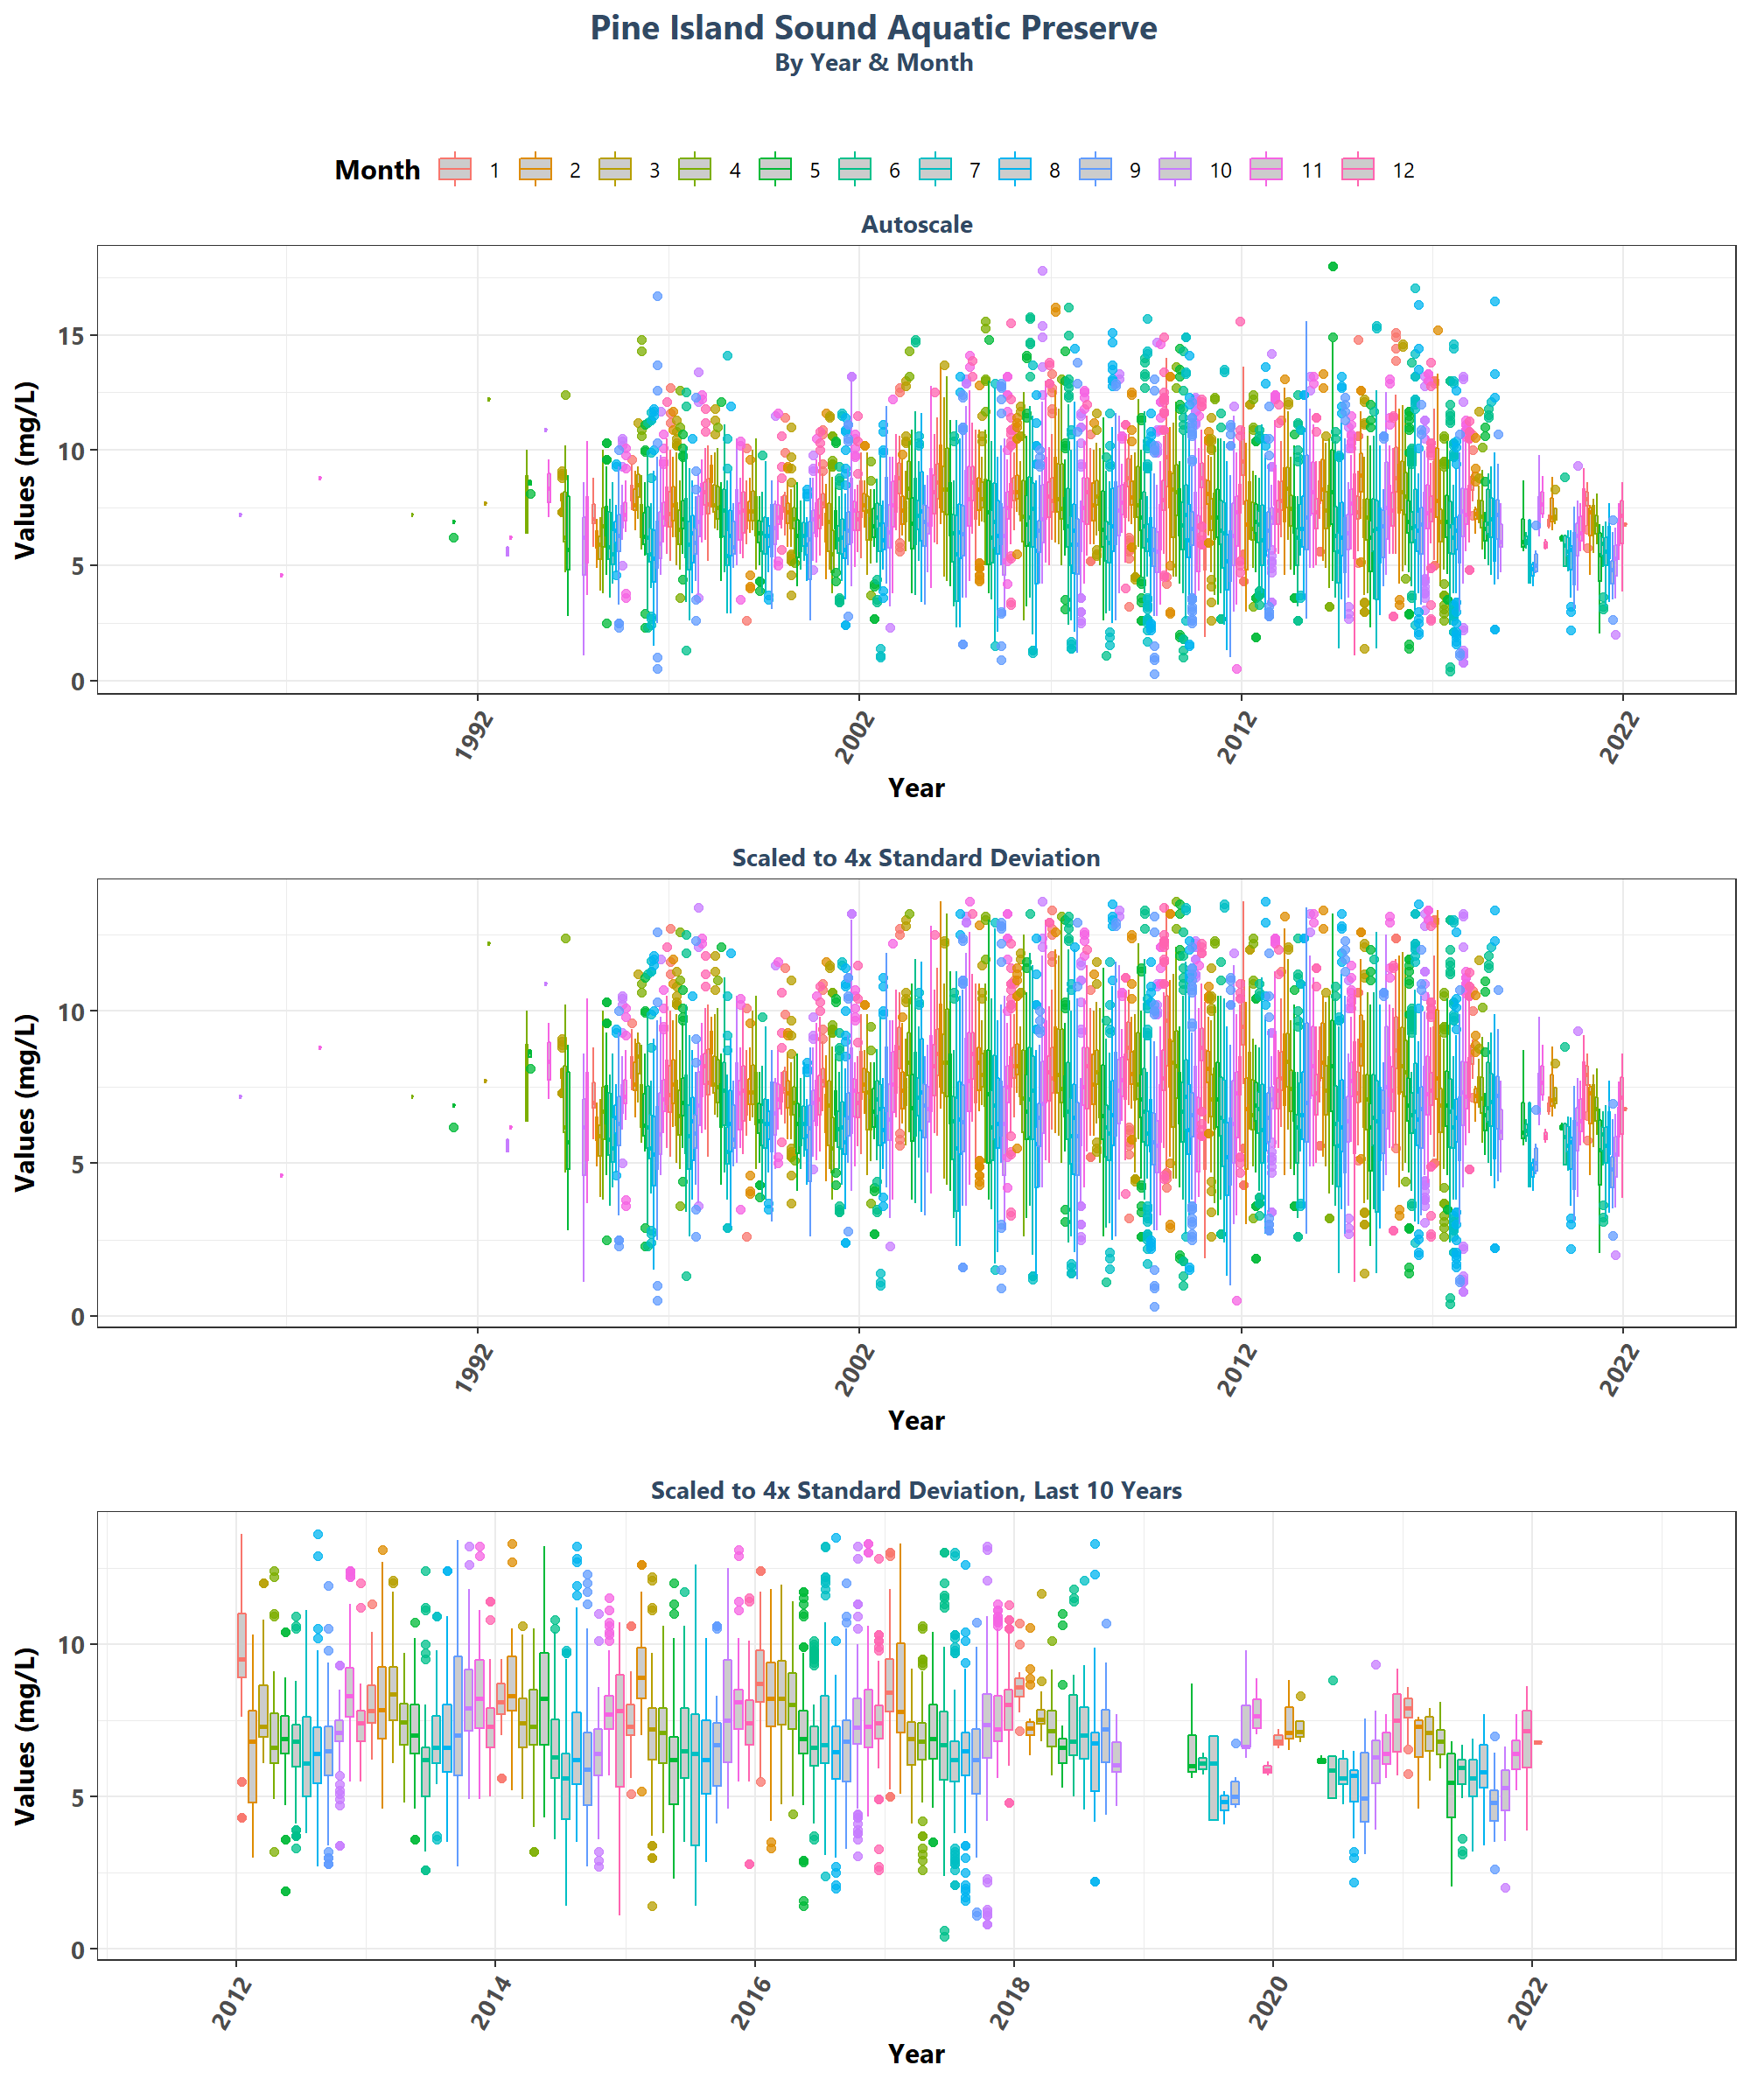 Pine Island Sound Aquatic Preserve
By Year & Month
Month 1 2 3 4 5 6 7 8 9 10 11 12
Autoscale
Values (mg/L)
15
10
5
0
1992 2002 2012 2022
Year
Scaled to 4x Standard Deviation
Values (mg/L)
10
5
0
1992 2002 2012 2022
Year
Scaled to 4x Standard Deviation, Last 10 Years
Values (mg/L)
10
5
0
2012 2014 2016 2018 2020 2022
Year